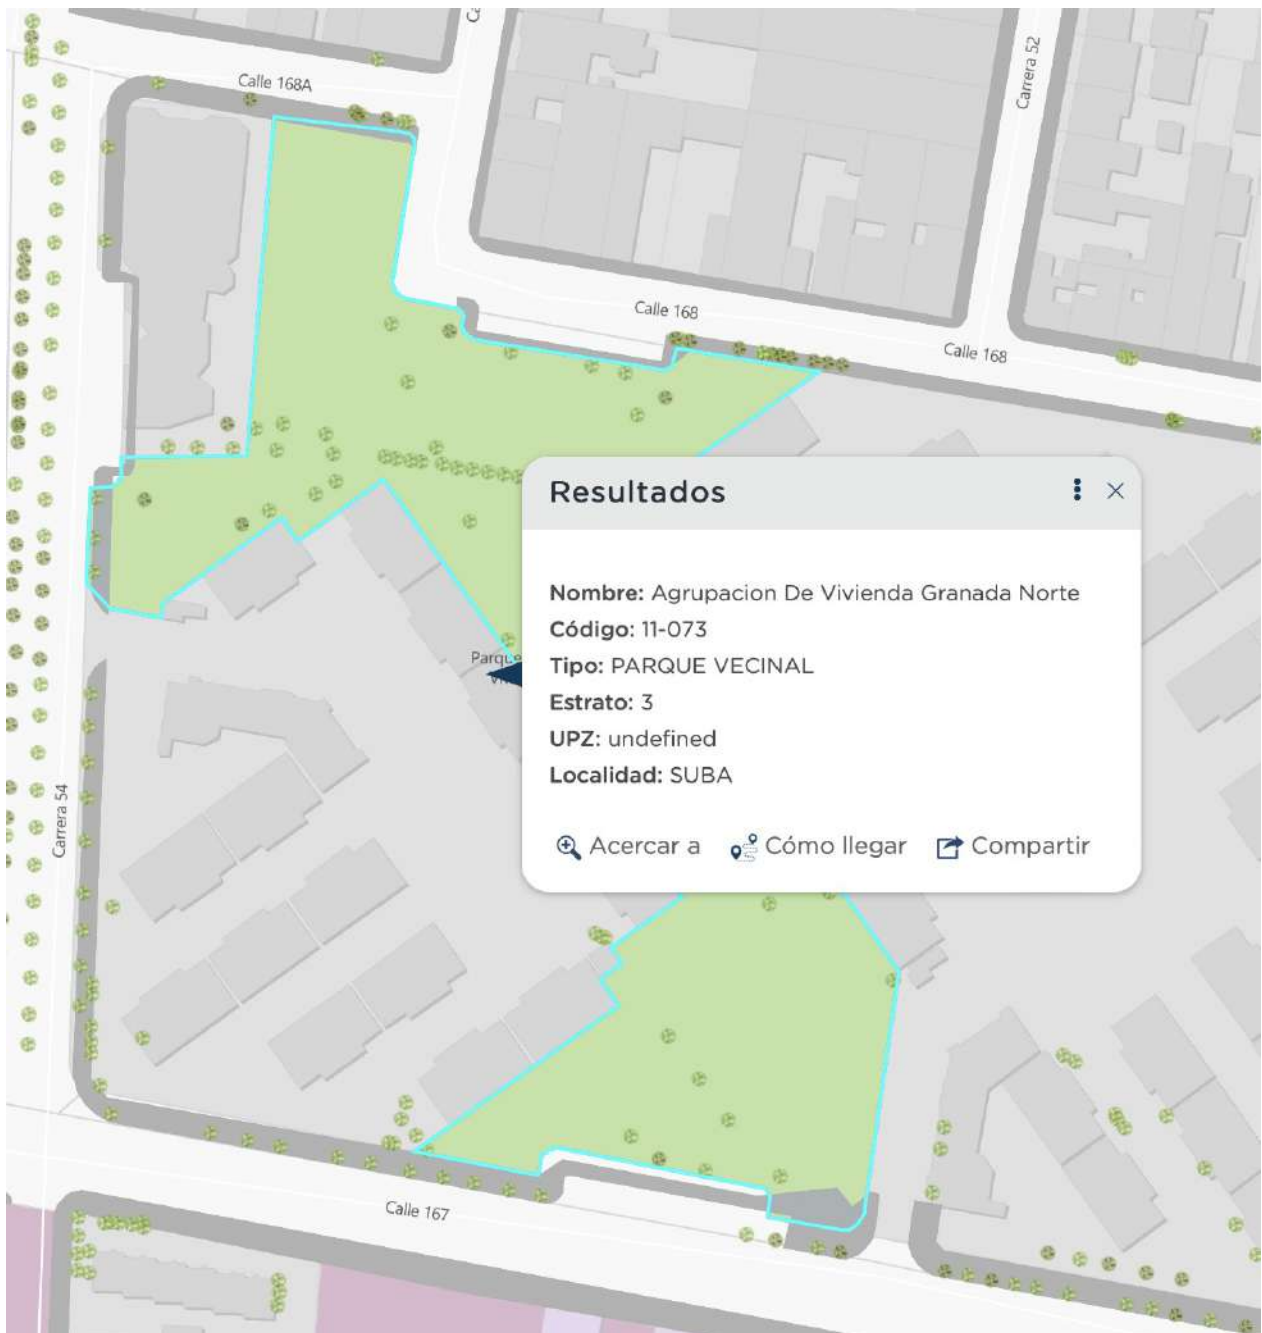 Calle 168A
Carrera 52
Calle 168
Calle 168
Resultados
Nombre: Agrupacion De Vivienda Granada Norte
Código: 11-073
Tipo: PARQUE VECINAL
Estrato: 3
UPZ: undefined
Localidad: SUBA
Acercar a
Cómo llegar
Compartir
Carrera 54
Calle 167